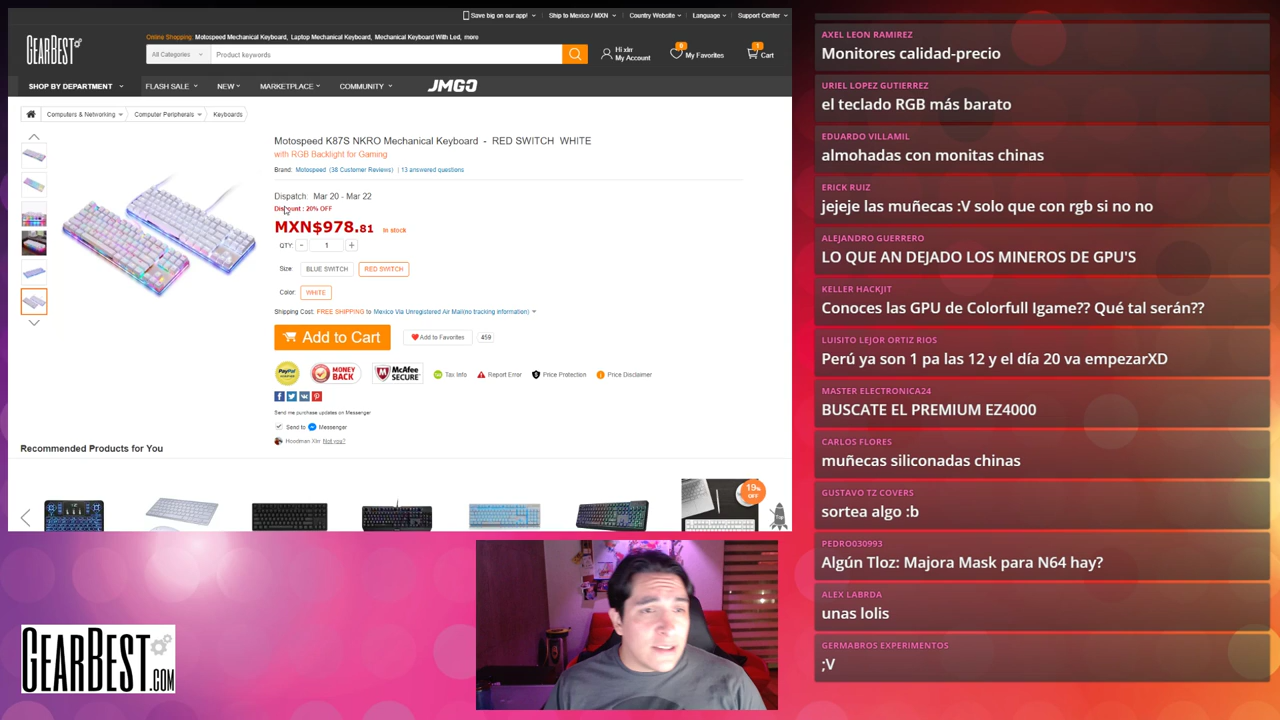 Save big on our app!
Ship to Mexico / MXN
Country Website
Language
Support Center
GEARBEST
Online Shopping: Motospeed Mechanical Keyboard, Laptop Mechanical Keyboard, Mechanical Keyboard With Led, more
All Categories
Product keywords
Hi xlrr
My Account
0
My Favorites
1
Cart
SHOP BY DEPARTMENT
FLASH SALE
NEW
MARKETPLACE
COMMUNITY
JMGO
Computers & Networking
Computer Peripherals
Keyboards
Motospeed K87S NKRO Mechanical Keyboard - RED SWITCH WHITE
with RGB Backlight for Gaming
Brand: Motospeed (38 Customer Reviews) | 13 answered questions
Dispatch: Mar 20 - Mar 22
Discount : 20% OFF
MXN$978.81 In stock
QTY: - 1 +
Size: BLUE SWITCH RED SWITCH
Color: WHITE
Shipping Cost: FREE SHIPPING to Mexico Via Unregistered Air Mail(no tracking information)
Add to Cart
Add to Favorites
459
PayPal
MONEY BACK
McAfee SECURE
Tax Info
Report Error
Price Protection
Price Disclaimer
Send me purchase updates on Messenger
Send to Messenger
Hoodman Xlrr Not you?
Recommended Products for You
19%
OFF
GEARBEST.COM
AXEL LEON RAMIREZ
Monitores calidad-precio
URIEL LOPEZ GUTIERREZ
el teclado RGB más barato
EDUARDO VILLAMIL
almohadas con monitas chinas
ERICK RUIZ
jejeje las muñecas :V solo que con rgb si no no
ALEJANDRO GUERRERO
LO QUE AN DEJADO LOS MINEROS DE GPU'S
KELLER HACKJIT
Conoces las GPU de Colorfull Igame?? Qué tal serán??
LUISITO LEJOR ORTIZ RIOS
Perú ya son 1 pa las 12 y el día 20 va empezarXD
MASTER ELECTRONICA24
BUSCATE EL PREMIUM EZ4000
CARLOS FLORES
muñecas siliconadas chinas
GUSTAVO TZ COVERS
sortea algo :b
PEDRO030993
Algún Tloz: Majora Mask para N64 hay?
ALEX LABRDA
unas lolis
GERMABROS EXPERIMENTOS
;V